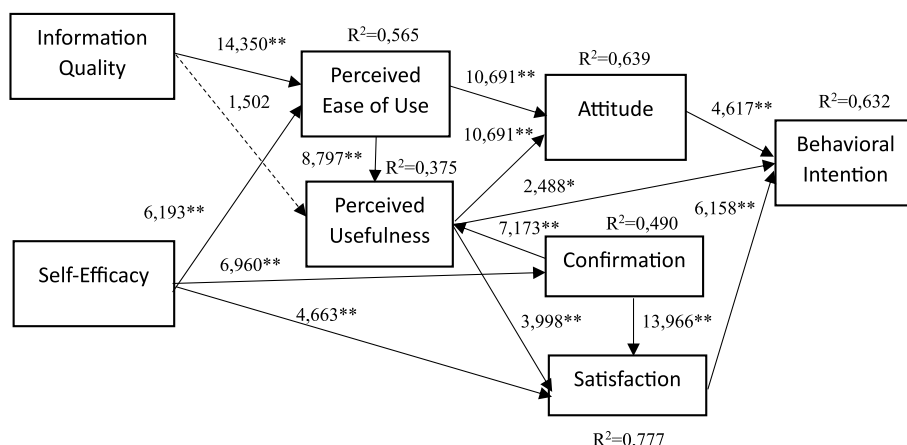 Information
Quality
14,350**
1,502
R²=0,565
Perceived
Ease of Use
10,691**
R²=0,639
Attitude
4,617**
R²=0,632
Behavioral
Intention
8,797**
R²=0,375
10,691**
2,488*
Perceived
Usefulness
6,193**
6,158**
7,173**
R²=0,490
Confirmation
Self-Efficacy
6,960**
4,663**
3,998**
13,966**
Satisfaction
R²=0,777